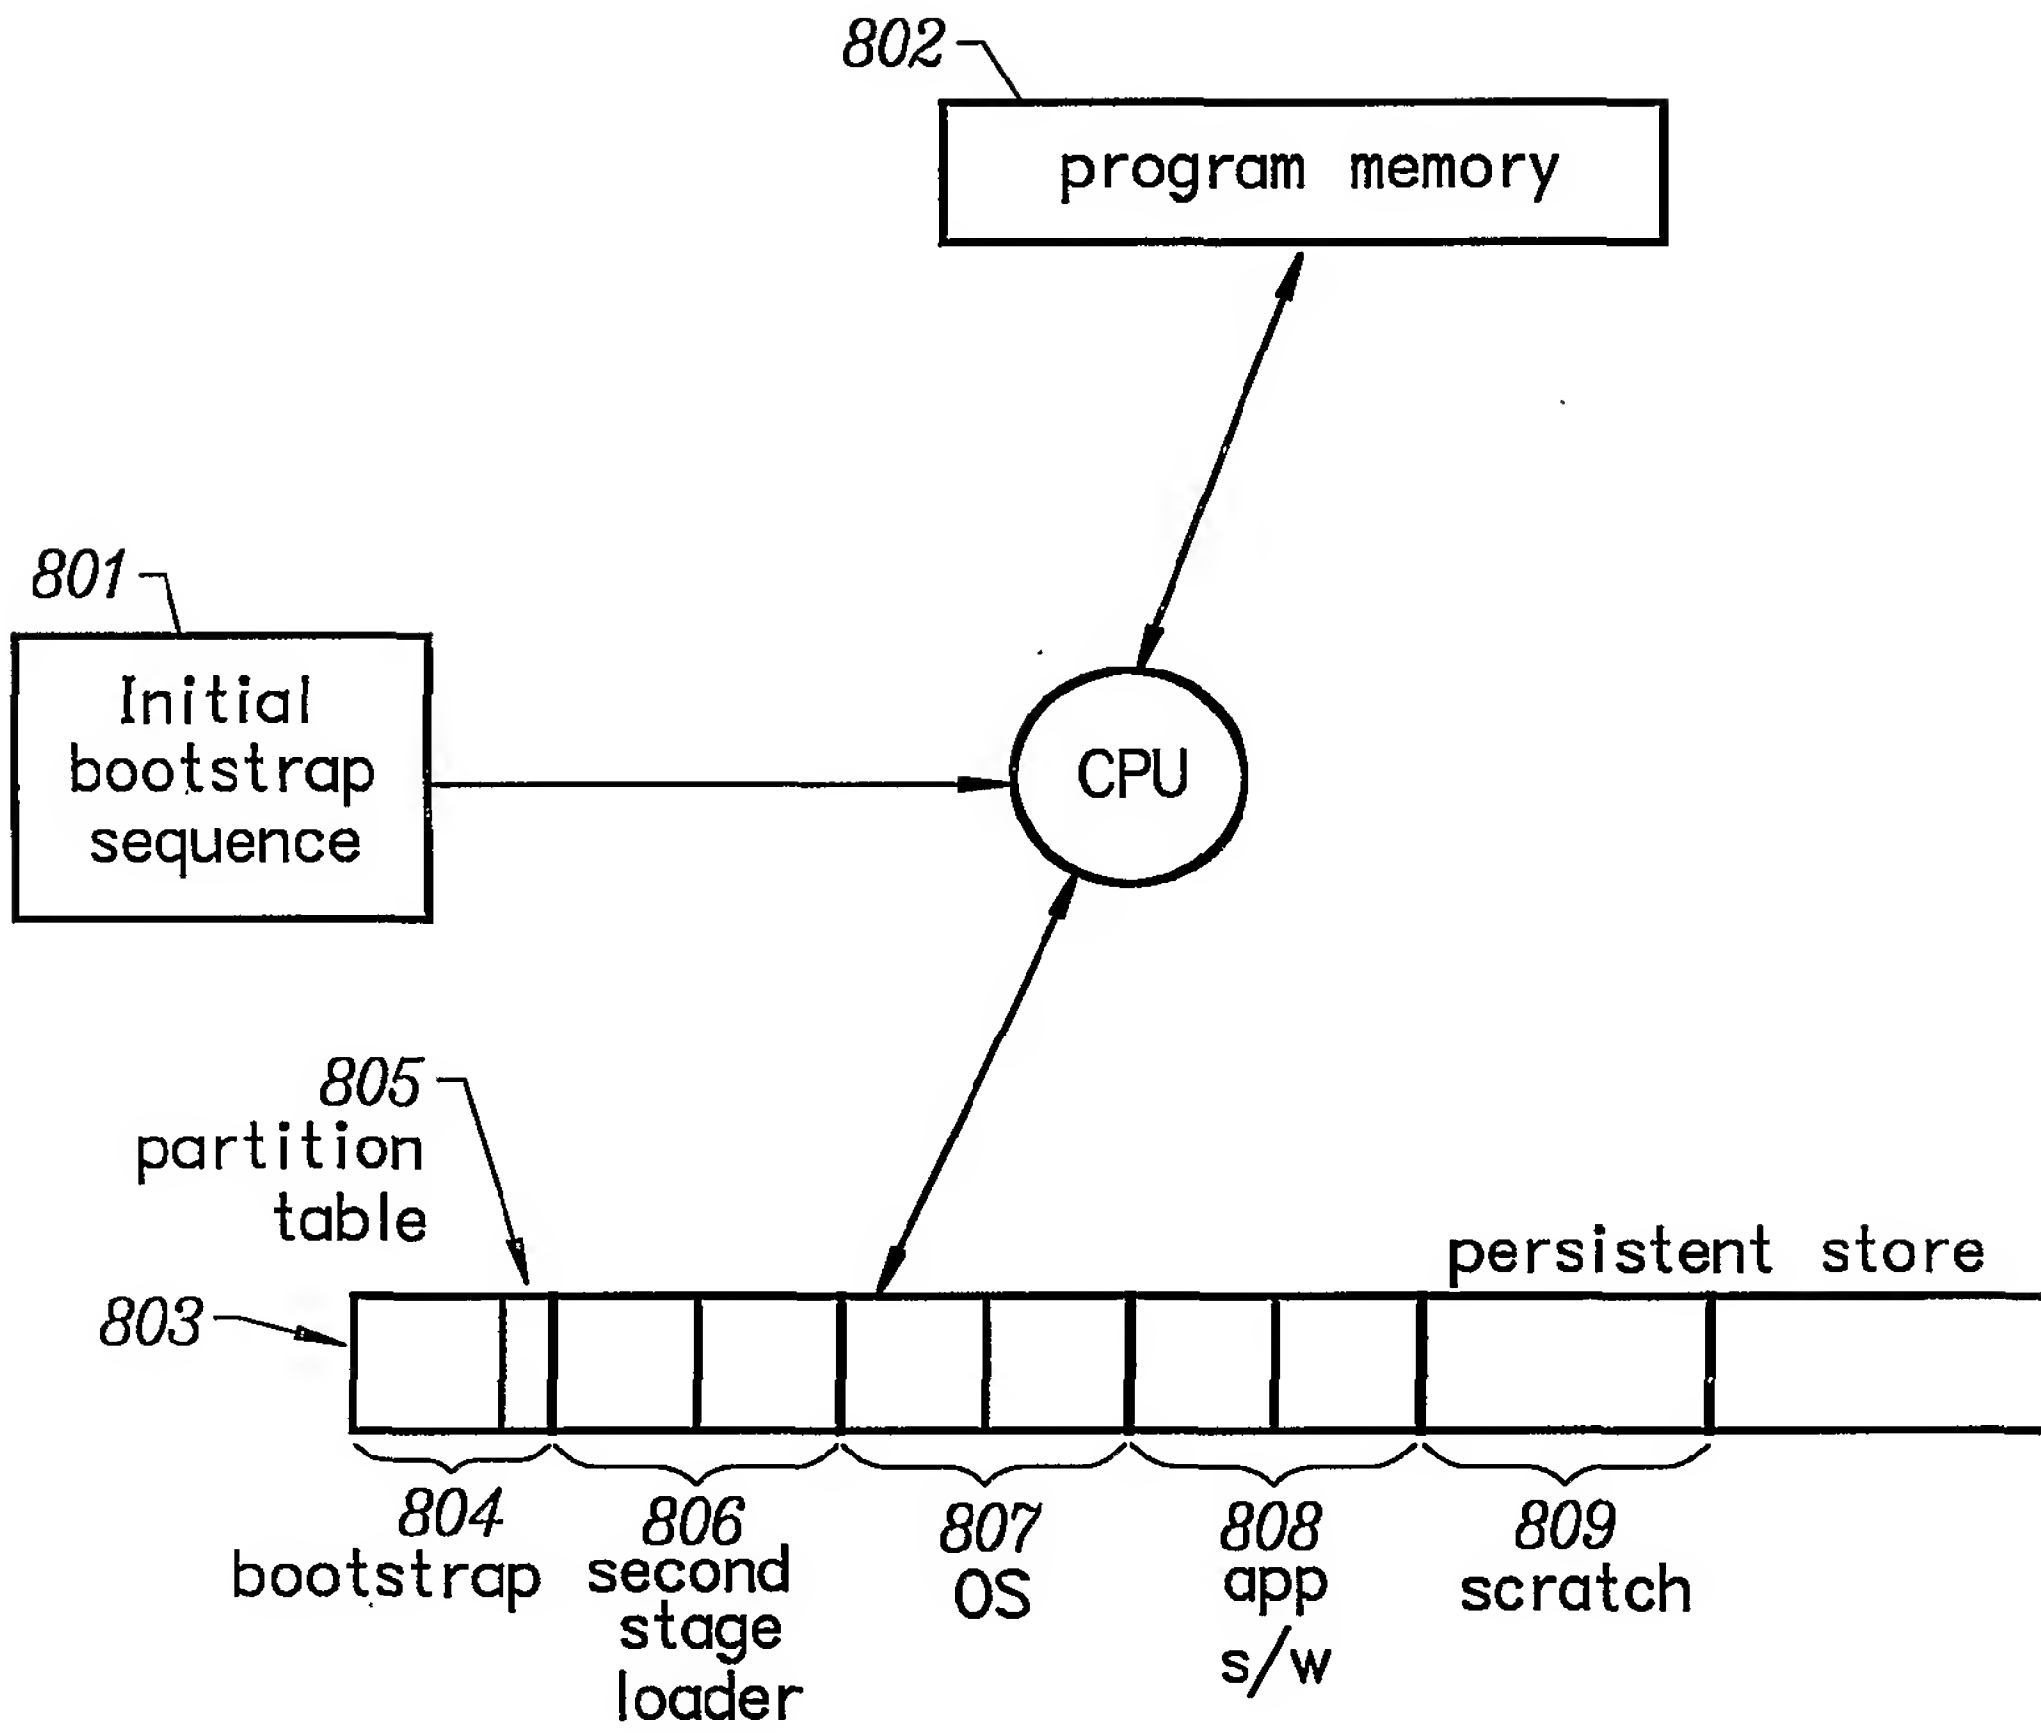 802
program memory
801
Initial
bootstrap
sequence
CPU
805
partition
table
persistent store
803
804
bootstrap
806
second
stage
loader
807
OS
808
app
s/w
809
scratch